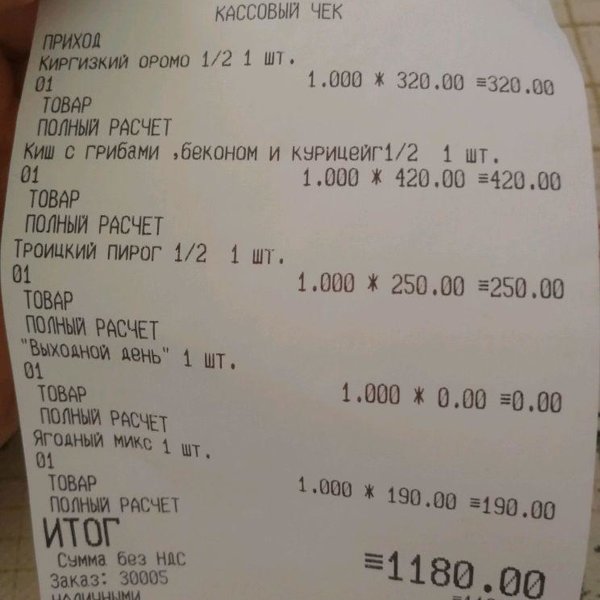 КАССОВЫЙ ЧЕК
ПРИХОД
Киргизкий оромо 1/2 1 шт.
01 1.000 * 320.00 ≡320.00
ТОВАР
ПОЛНЫЙ РАСЧЕТ
Киш с грибами ,беконом и курицейг1/2 1 шт.
01 1.000 * 420.00 ≡420.00
ТОВАР
ПОЛНЫЙ РАСЧЕТ
Троицкий пирог 1/2 1 шт.
01 1.000 * 250.00 ≡250.00
ТОВАР
ПОЛНЫЙ РАСЧЕТ
"Выходной день" 1 шт.
01 1.000 * 0.00 ≡0.00
ТОВАР
ПОЛНЫЙ РАСЧЕТ
Ягодный микс 1 шт.
01 1.000 * 190.00 ≡190.00
ТОВАР
ПОЛНЫЙ РАСЧЕТ
ИТОГ ≡1180.00
Сумма без НДС
Заказ: 30005
НАЛИЧНЫМИ